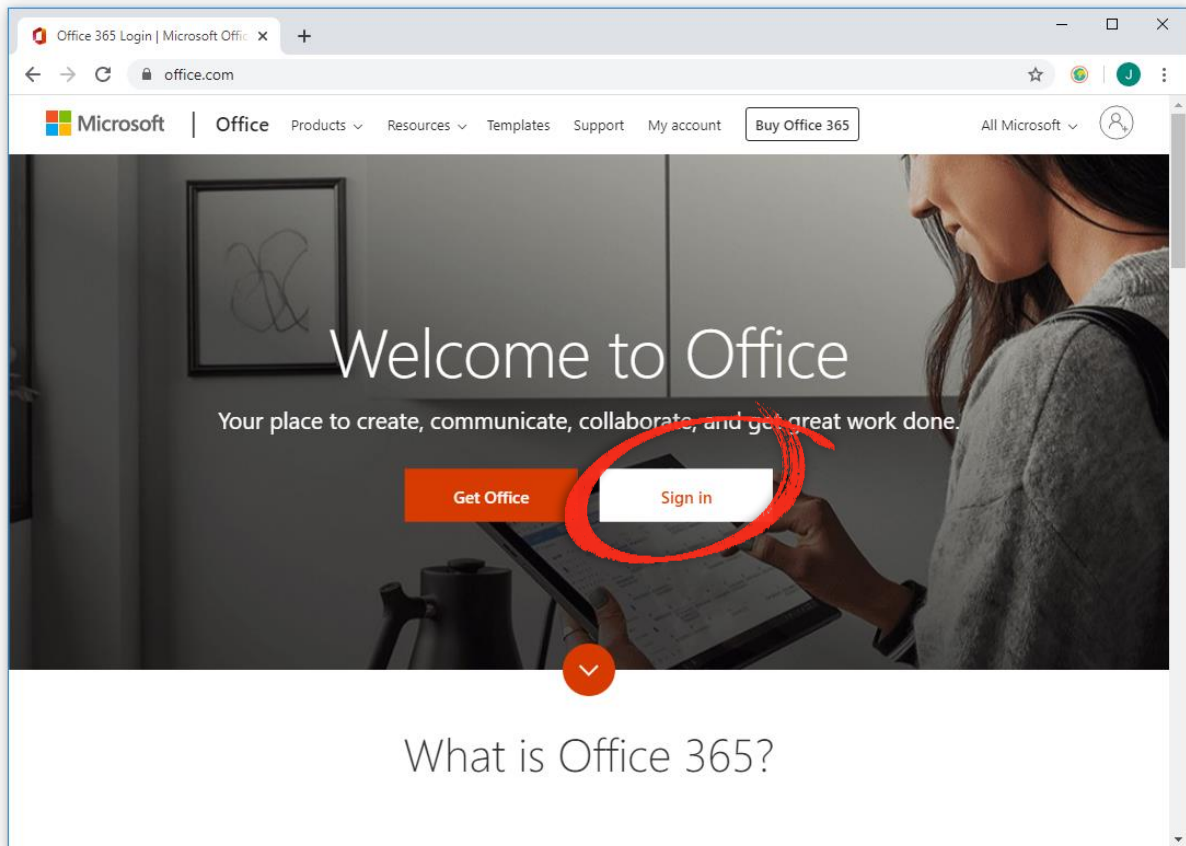 Office 365 Login | Microsoft Offic
office.com
J
Microsoft | Office Products Resources Templates Support My account Buy Office 365 All Microsoft
Welcome to Office
Your place to create, communicate, collaborate, and get great work done.
Get Office Sign in
What is Office 365?